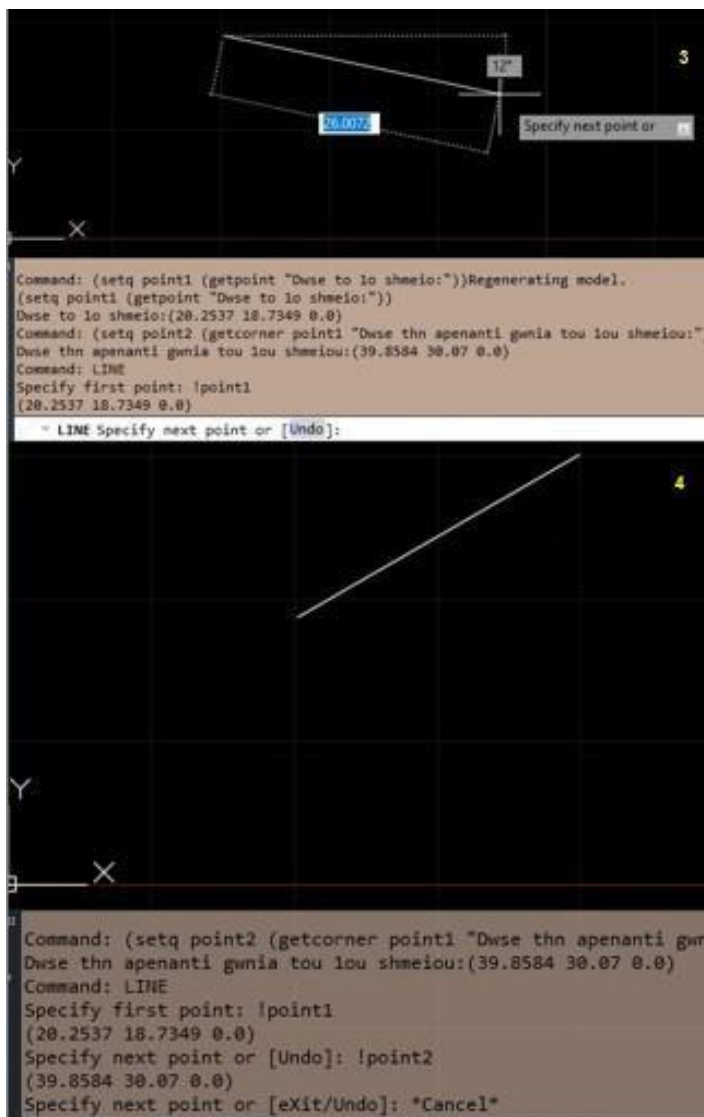 3
12°
26.0072
Specify next point or
Y
X
Command: (setq point1 (getpoint "Dwse to 1o shmeio:"))Regenerating model.
(setq point1 (getpoint "Dwse to 1o shmeio:"))
Dwse to 1o shmeio:(20.2537 18.7349 0.0)
Command: (setq point2 (getcorner point1 "Dwse thn apenanti gwnia tou 1ou shmeiou:")
Dwse thn apenanti gwnia tou 1ou shmeiou:(39.8584 30.07 0.0)
Command: LINE
Specify first point: !point1
(20.2537 18.7349 0.0)
LINE Specify next point or [Undo]:
4
Y
X
Command: (setq point2 (getcorner point1 "Dwse thn apenanti gwn
Dwse thn apenanti gwnia tou 1ou shmeiou:(39.8584 30.07 0.0)
Command: LINE
Specify first point: !point1
(20.2537 18.7349 0.0)
Specify next point or [Undo]: !point2
(39.8584 30.07 0.0)
Specify next point or [eXit/Undo]: *Cancel*